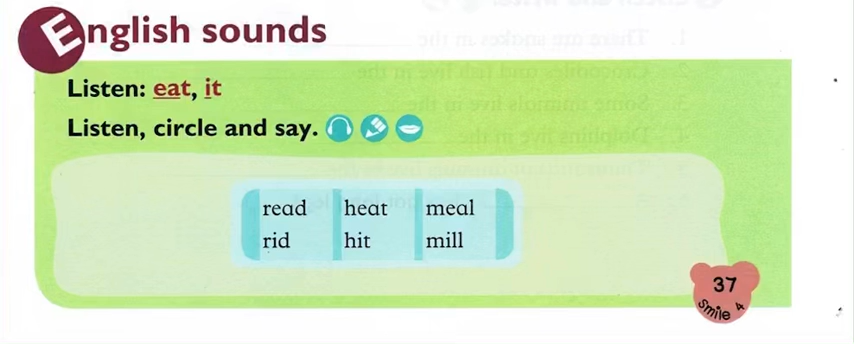 English sounds
Listen: eat, it
Listen, circle and say.
read heat meal
rid hit mill
37
Smile 4